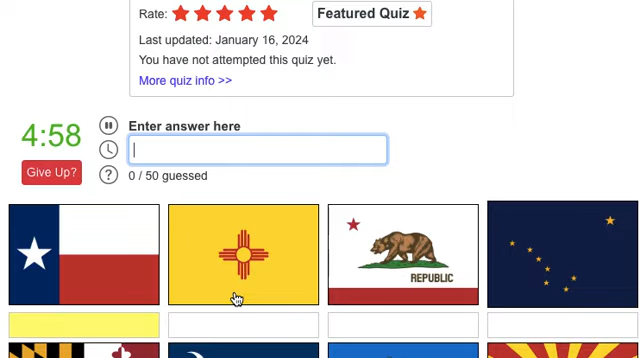 Rate:
Featured Quiz
Last updated: January 16, 2024
You have not attempted this quiz yet.
More quiz info >>
4:58
Enter answer here
Give Up?
?
0 / 50 guessed
REPUBLIC